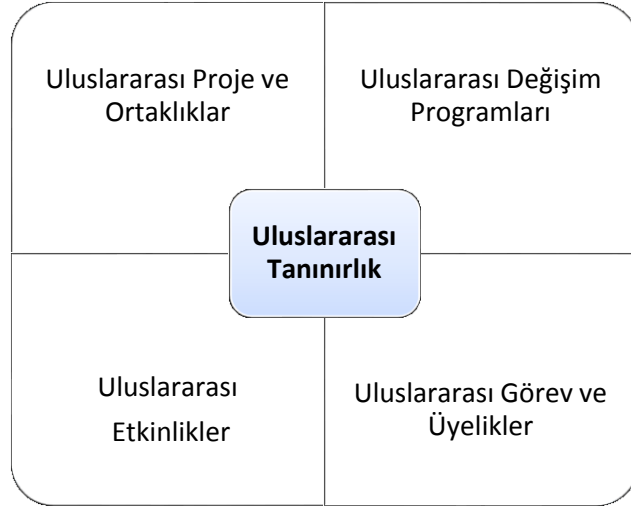 Uluslararası Proje ve
Ortaklıklar
Uluslararası Değişim
Programları
Uluslararası
Tanınırlık
Uluslararası
Etkinlikler
Uluslararası Görev ve
Üyelikler